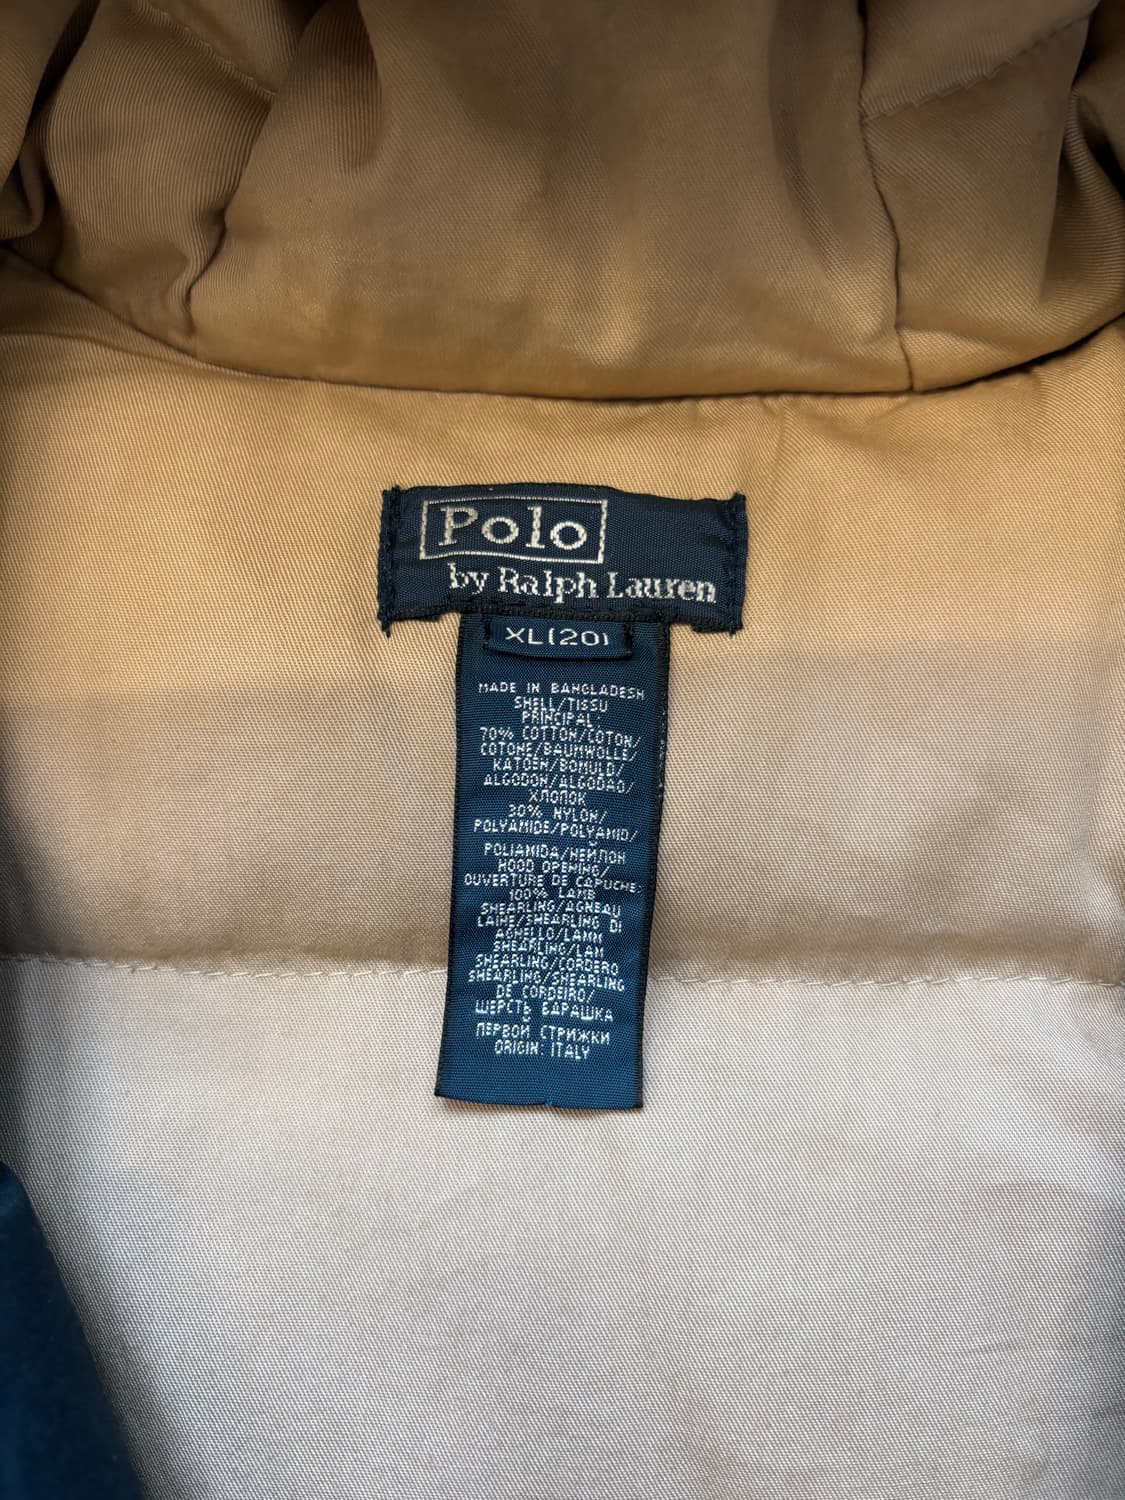 Polo
by Ralph Lauren
XL(20)
MADE IN BANGLADESH
SHELL/TISSU
PRINCIPAL:
70% COTTON/COTON/
COTONE/BAUMWOLLE/
KATOEN/BOMULD/
ALGODON/ALGODAO/
ХЛОПОК
30% NYLON/
POLYAMIDE/POLYAMID/
POLIAMIDA/НЕЙЛОН
HOOD OPENING/
OUVERTURE DE CAPUCHE:
100% LAMB
SHEARLING/AGNEAU
LAINE/SHEARLING DI
AGNELLO/LAMM
SHEARLING/LAM
SHEARLING/CORDERO
SHEARLING/SHEARLING
DE CORDEIRO/
ШЕРСТЬ БАРАШКА
ПЕРВОЙ СТРИЖКИ
ORIGIN: ITALY